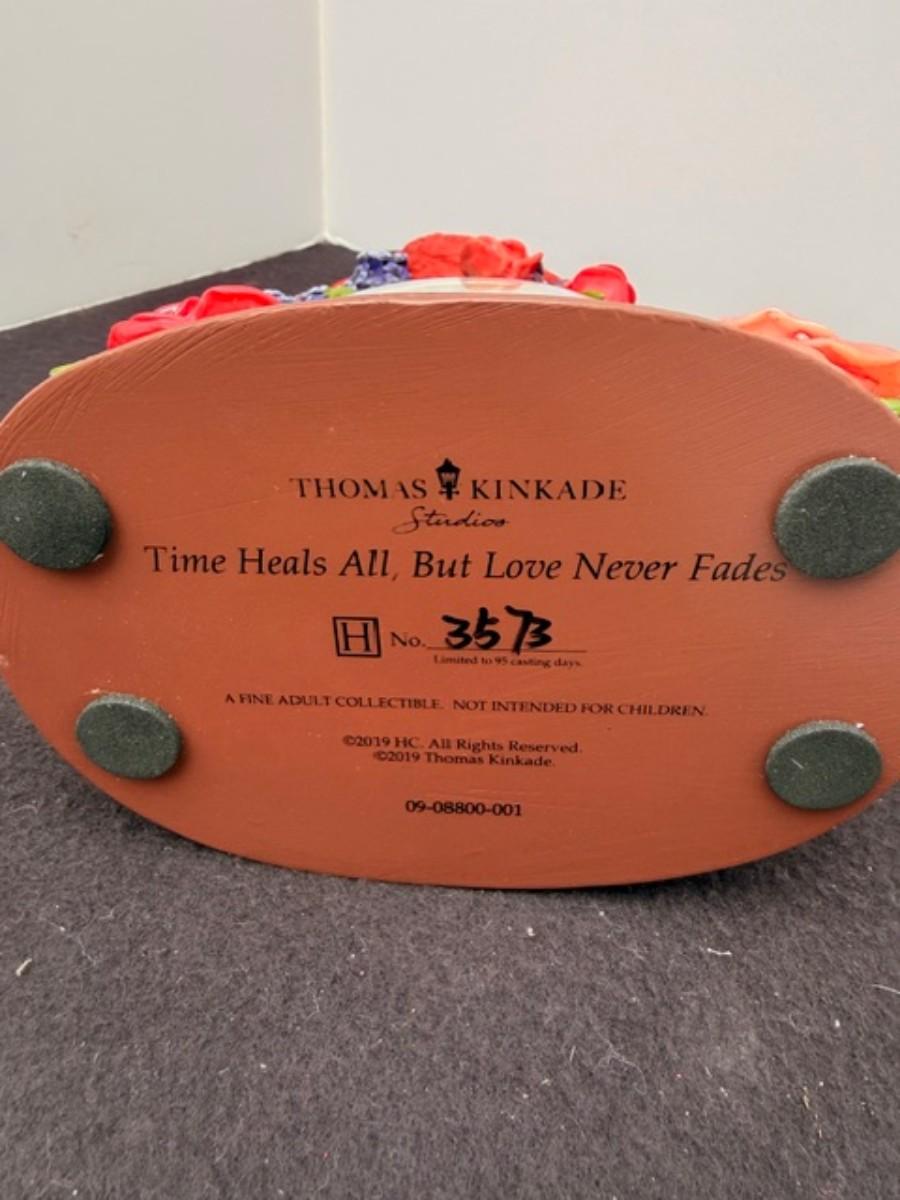 THOMAS KINKADE
Studios
Time Heals All, But Love Never Fades
H No. 3573
Limited to 95 casting days.
A FINE ADULT COLLECTIBLE. NOT INTENDED FOR CHILDREN.
©2019 HC. All Rights Reserved.
©2019 Thomas Kinkade.
09-08800-001